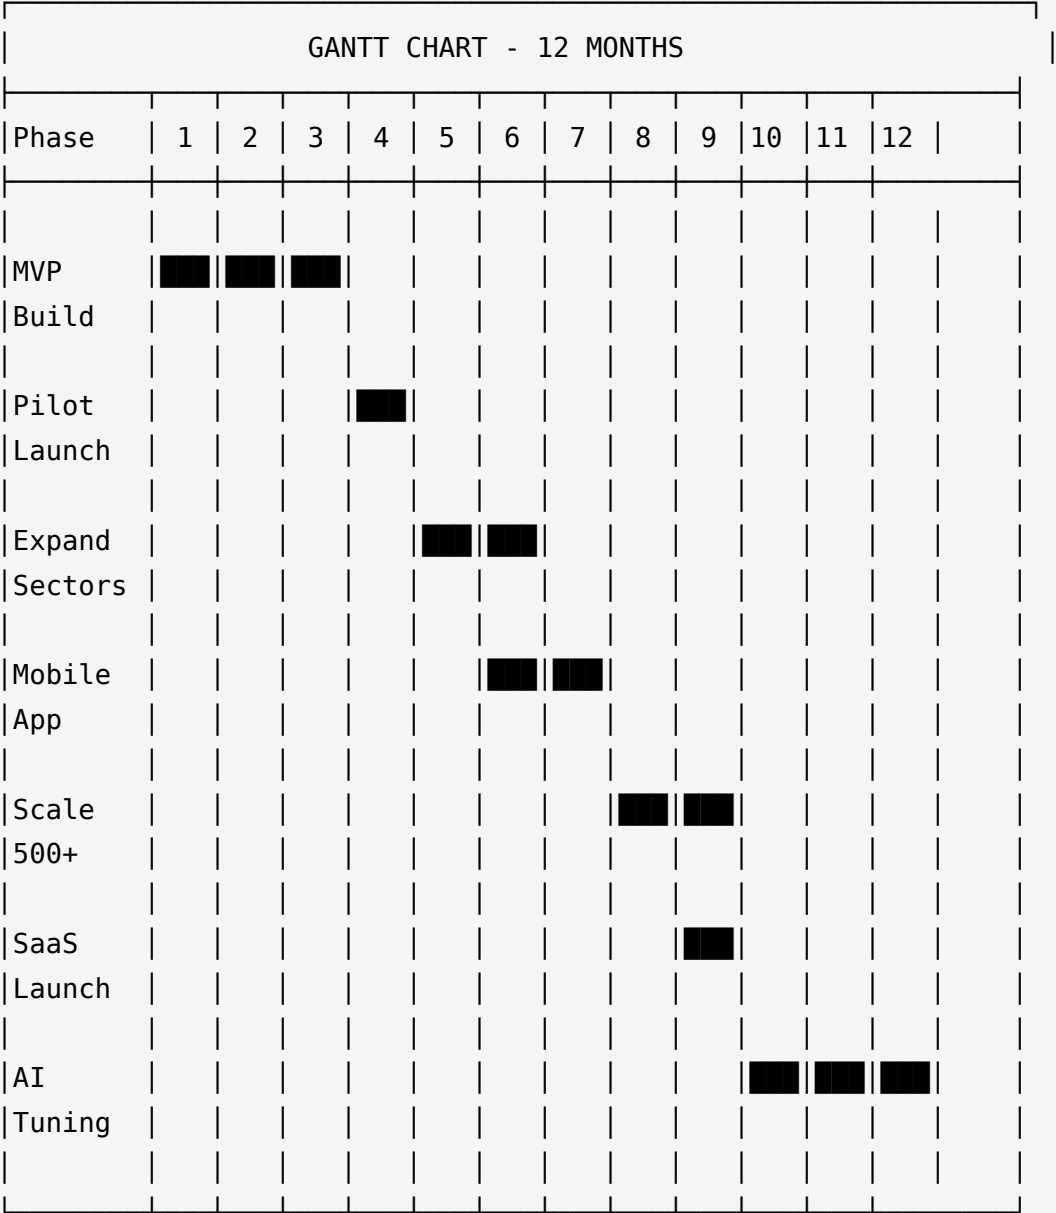 GANTT CHART - 12 MONTHS
Phase 1 2 3 4 5 6 7 8 9 10 11 12
MVP
Build
Pilot
Launch
Expand
Sectors
Mobile
App
Scale
500+
SaaS
Launch
AI
Tuning